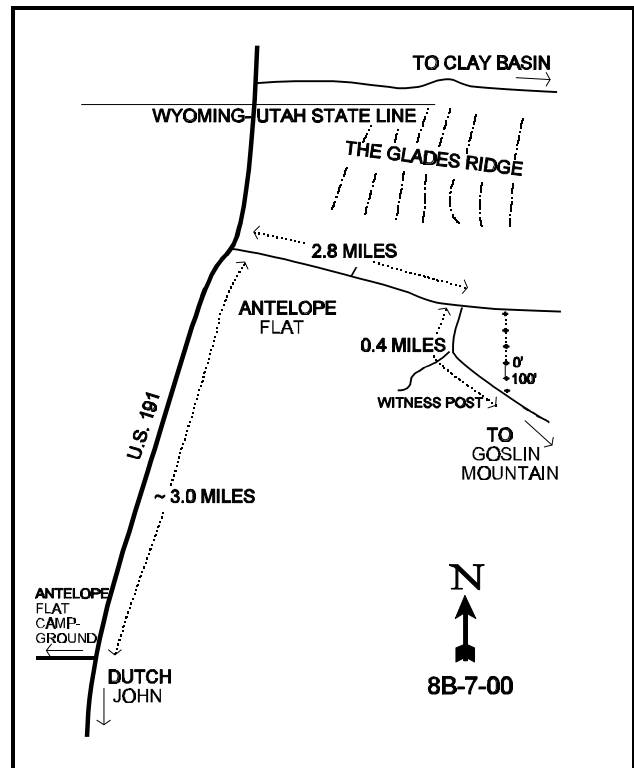 TO CLAY BASIN
WYOMING-UTAH STATE LINE
THE GLADES RIDGE
2.8 MILES
ANTELOPE
FLAT
0.4 MILES
0'
100'
WITNESS POST
TO
GOSLIN
MOUNTAIN
U.S. 191
~ 3.0 MILES
ANTELOPE
FLAT
CAMP-
GROUND
DUTCH
JOHN
N
8B-7-00